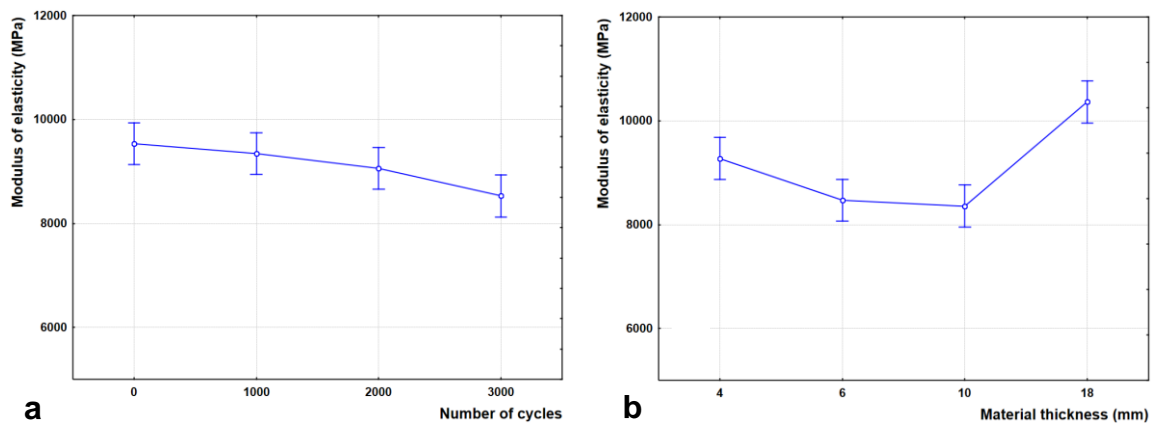 Modulus of elasticity (MPa)
12000
10000
8000
6000
0 1000 2000 3000
a
Number of cycles
Modulus of elasticity (MPa)
12000
10000
8000
6000
4 6 10 18
b
Material thickness (mm)